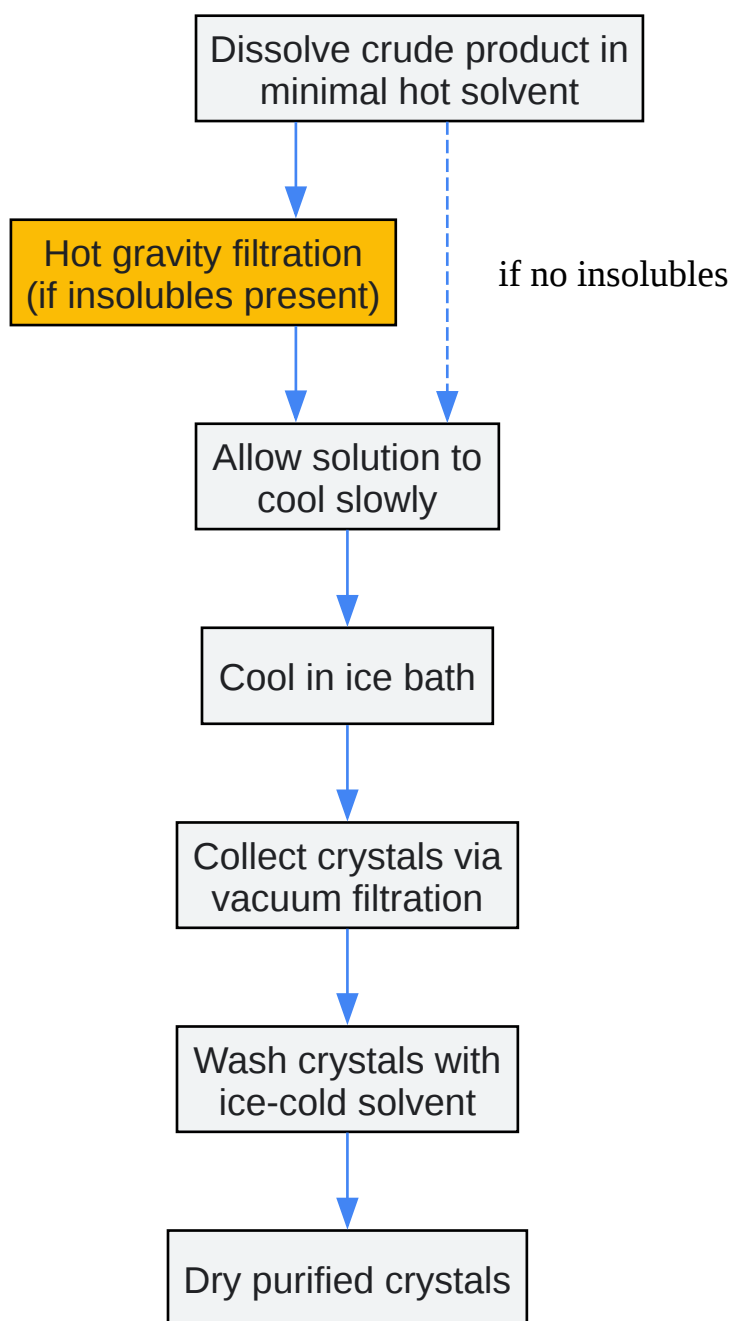 Dissolve crude product in
minimal hot solvent
Hot gravity filtration
(if insolubles present)
if no insolubles
Allow solution to
cool slowly
Cool in ice bath
Collect crystals via
vacuum filtration
Wash crystals with
ice-cold solvent
Dry purified crystals